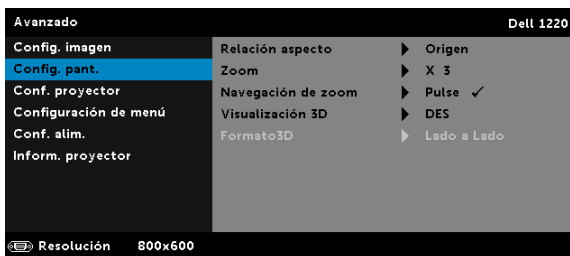 Avanzado Dell 1220
Config. imagen
Config. pant.
Conf. proyector
Configuración de menú
Conf. alim.
Inform. proyector
Relación aspecto Origen
Zoom X 3
Navegación de zoom Pulse ✓
Visualización 3D DES
Formato3D Lado a Lado
Resolución 800x600